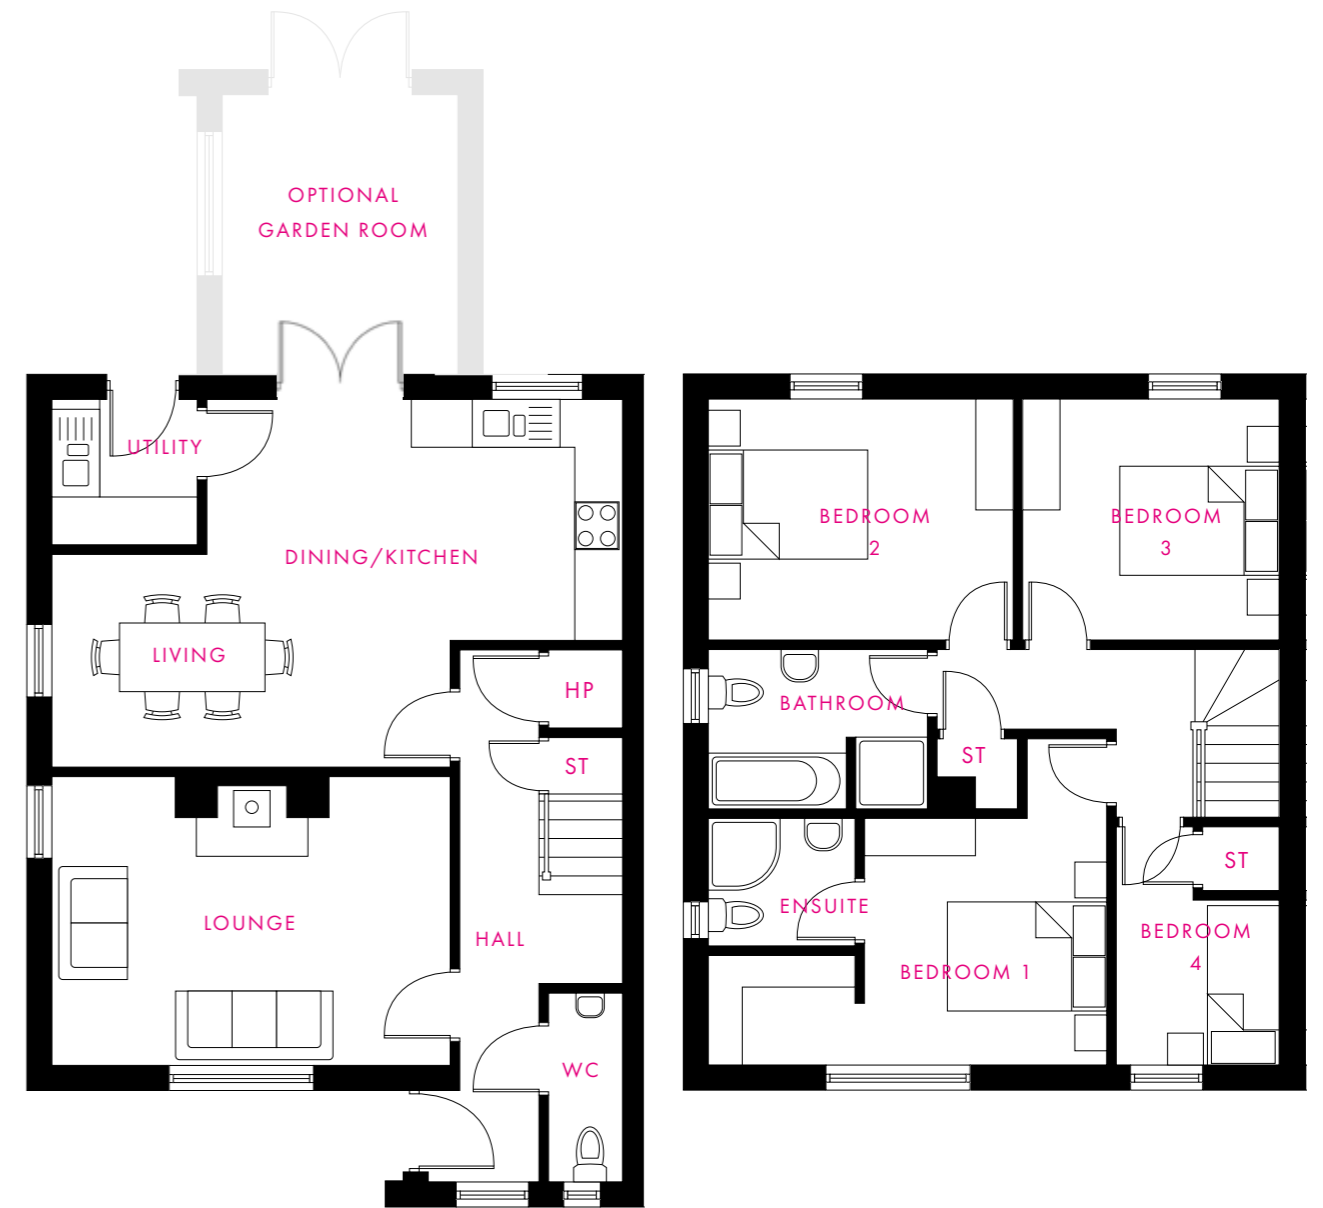 OPTIONAL
GARDEN ROOM
UTILITY
DINING/KITCHEN
LIVING
HP
ST
LOUNGE
HALL
WC
BEDROOM
2
BEDROOM
3
BATHROOM
ST
ST
ENSUITE
BEDROOM 1
BEDROOM
4